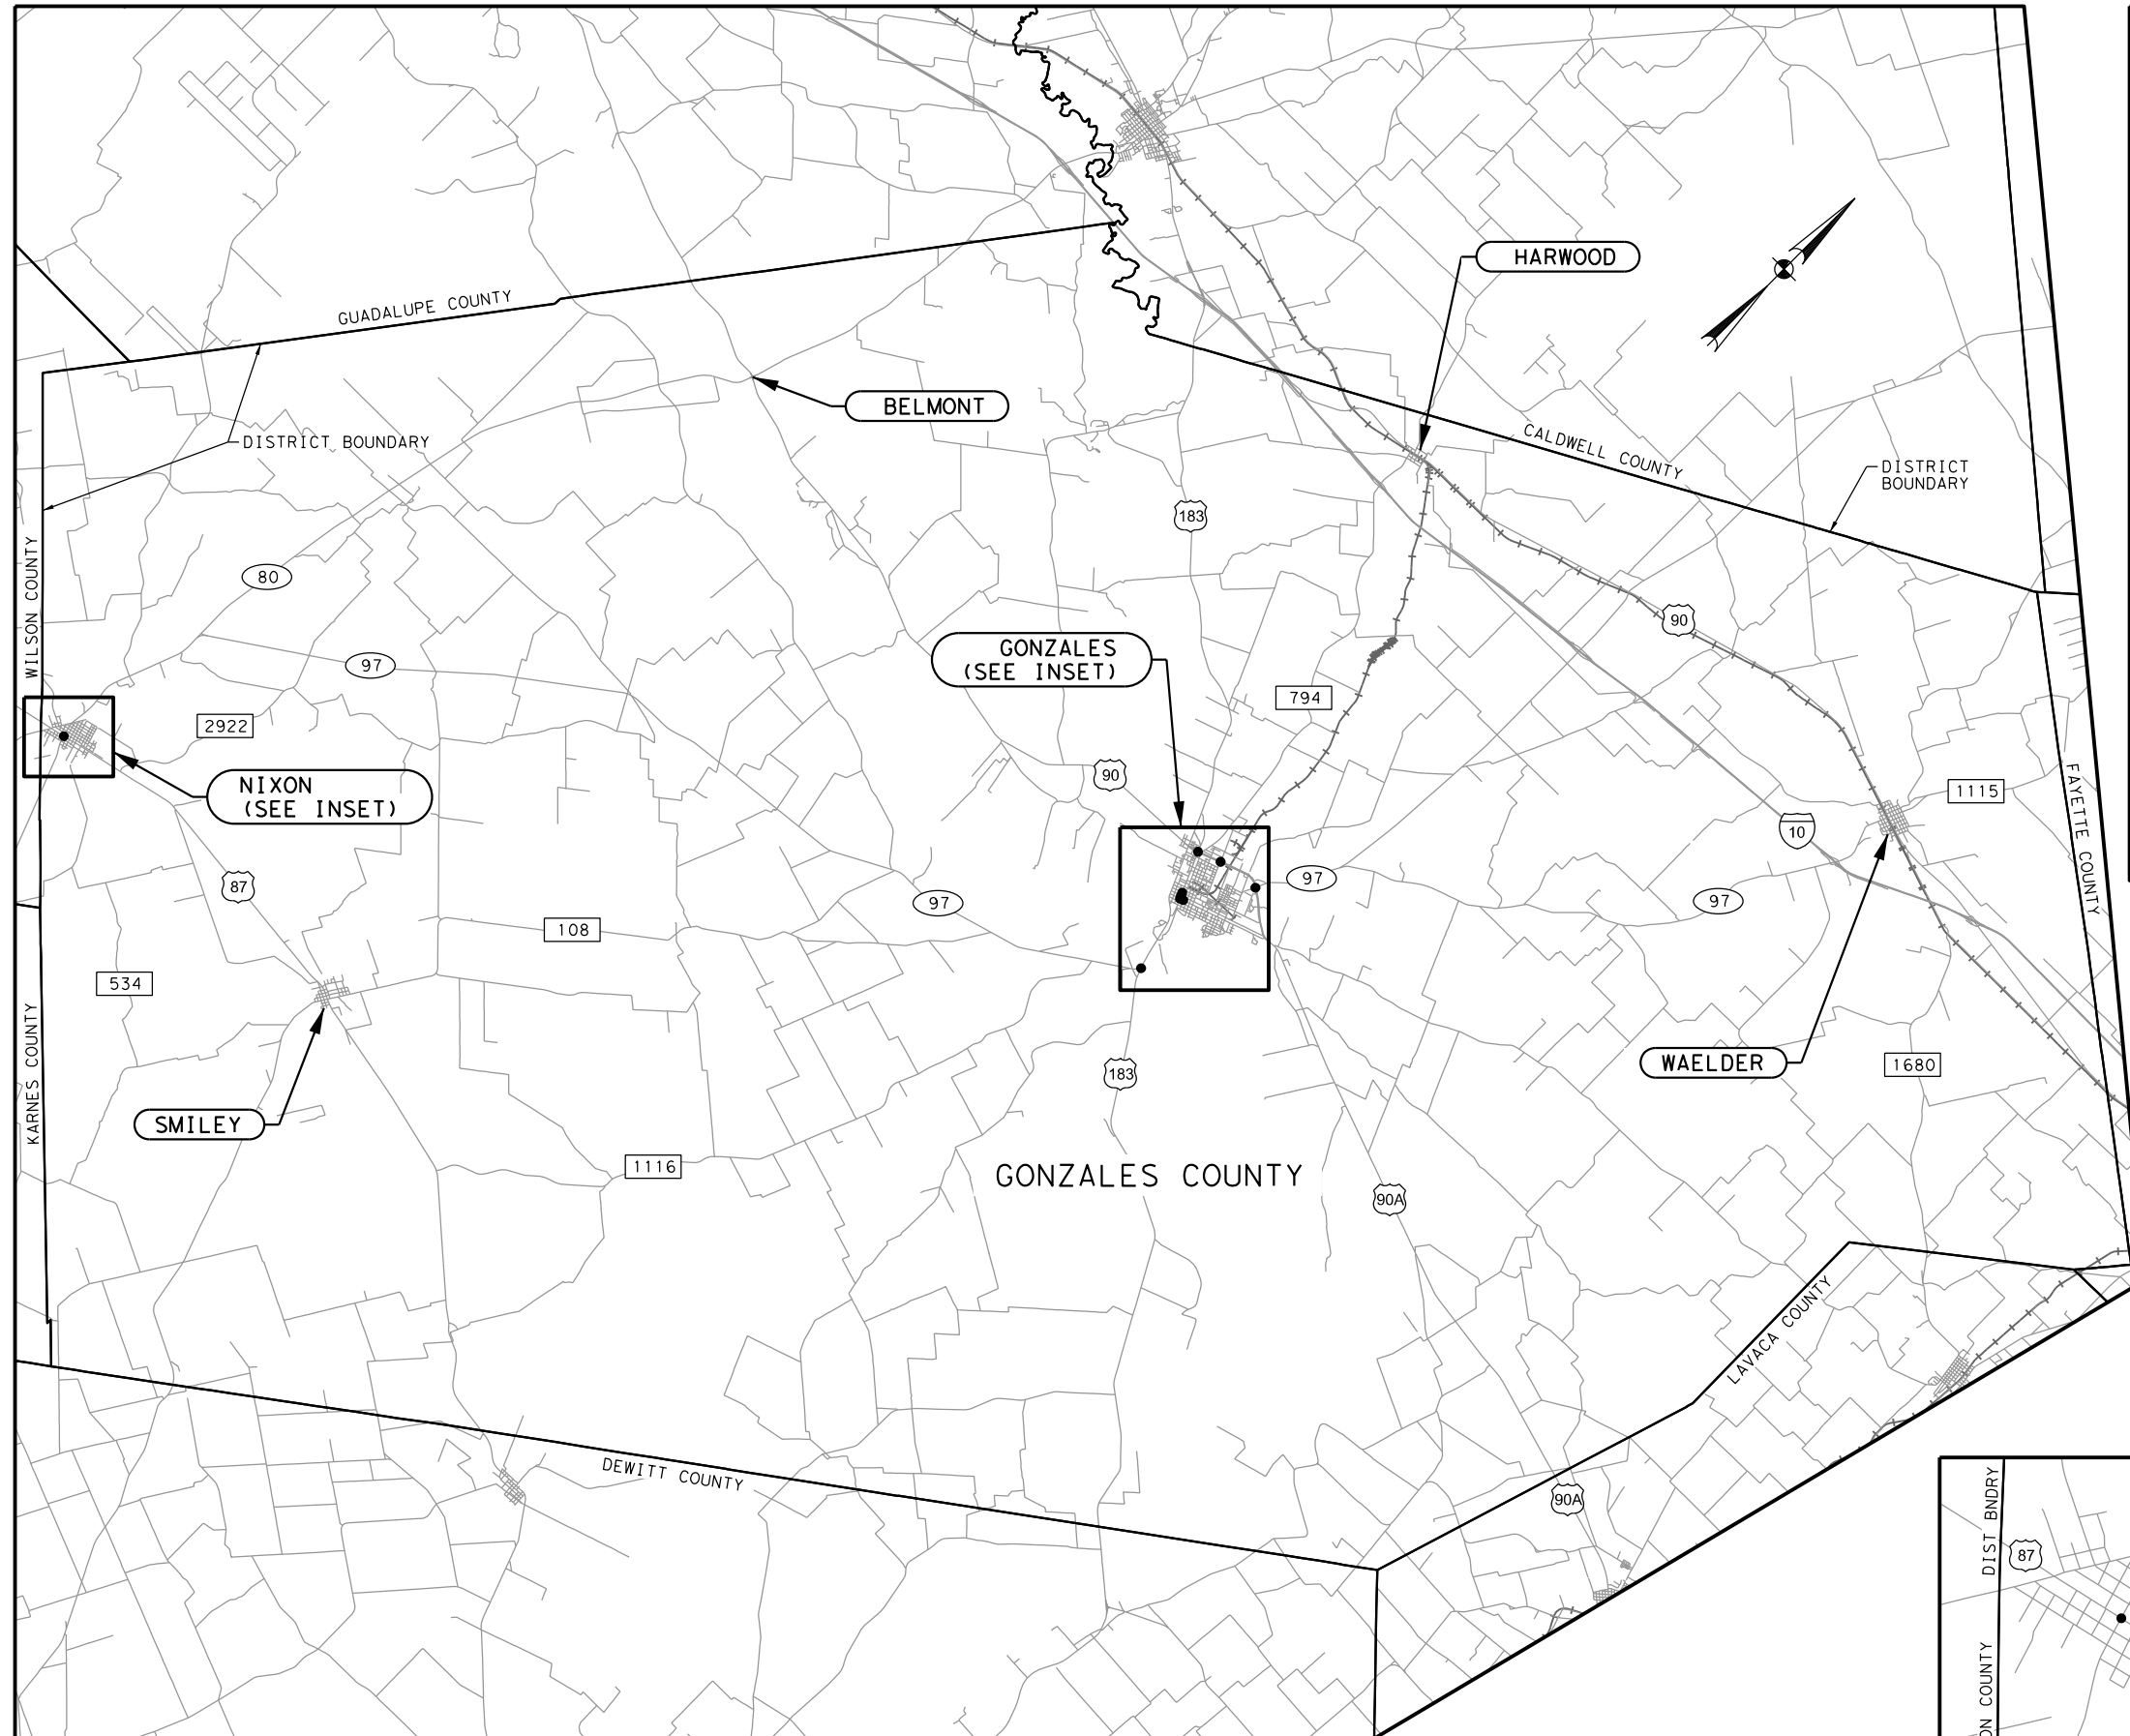 HARWOOD
GUADALUPE COUNTY
BELMONT
DISTRICT BOUNDARY
CALDWELL COUNTY
DISTRICT
BOUNDARY
183
WILSON COUNTY
80
90
GONZALES
(SEE INSET)
97
794
2922
NIXON
(SEE INSET)
90
1115
10
FAYETTE COUNTY
87
97
97
97
108
534
KARNES COUNTY
183
WAELDER
1680
SMILEY
1116
GONZALES COUNTY
90A
LAVACA COUNTY
DEWITT COUNTY
90A
DIST BNDRY
87
ON COUNTY